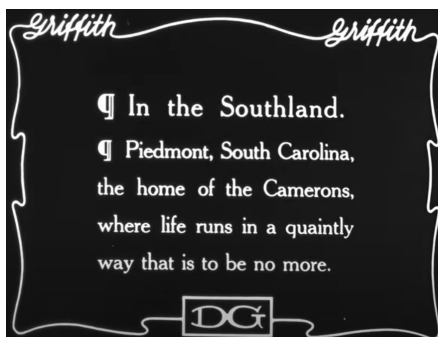 Griffith Griffith
¶ In the Southland.
¶ Piedmont, South Carolina,
the home of the Camerons,
where life runs in a quaintly
way that is to be no more.
DG